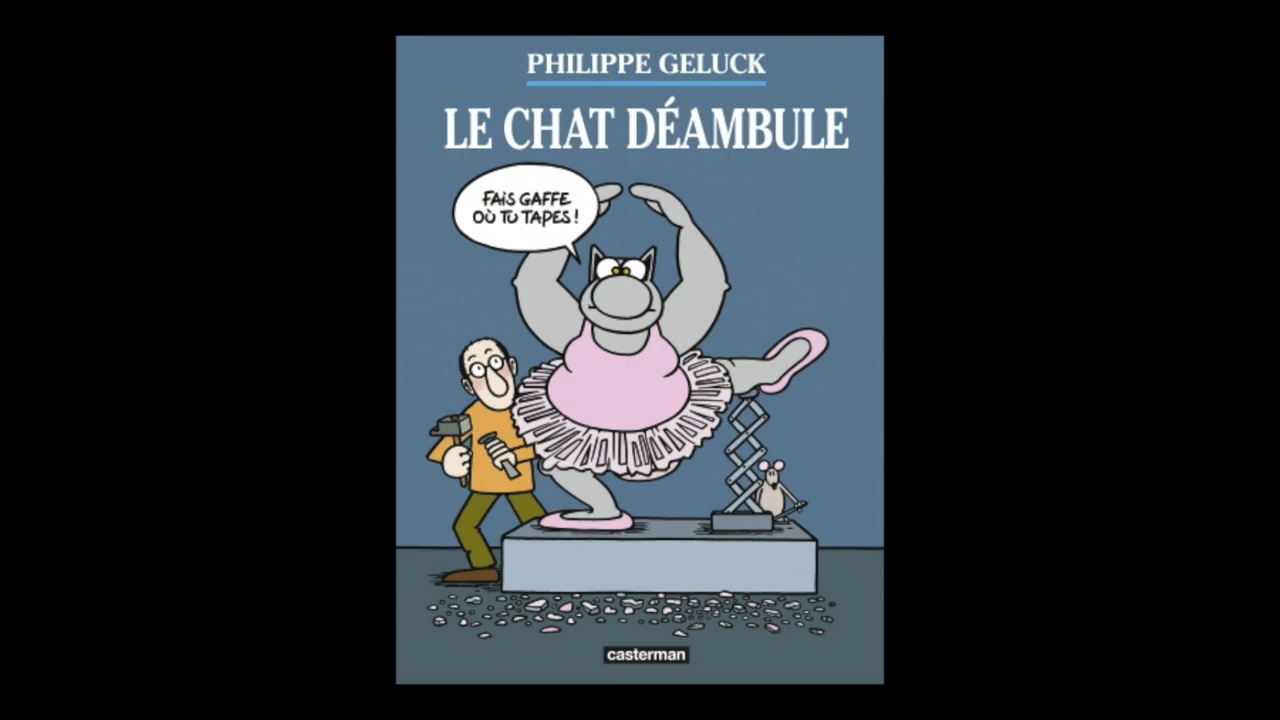 PHILIPPE GELUCK
LE CHAT DÉAMBULE
FAiS GAFFE
OÙ TU TAPES !
casterman